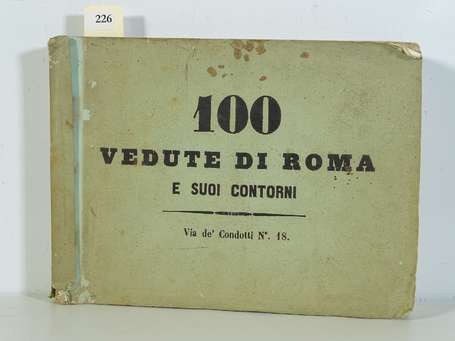 226
100
VEDUTE DI ROMA
E SUOI CONTORNI
Via de' Condotti N°. 18.